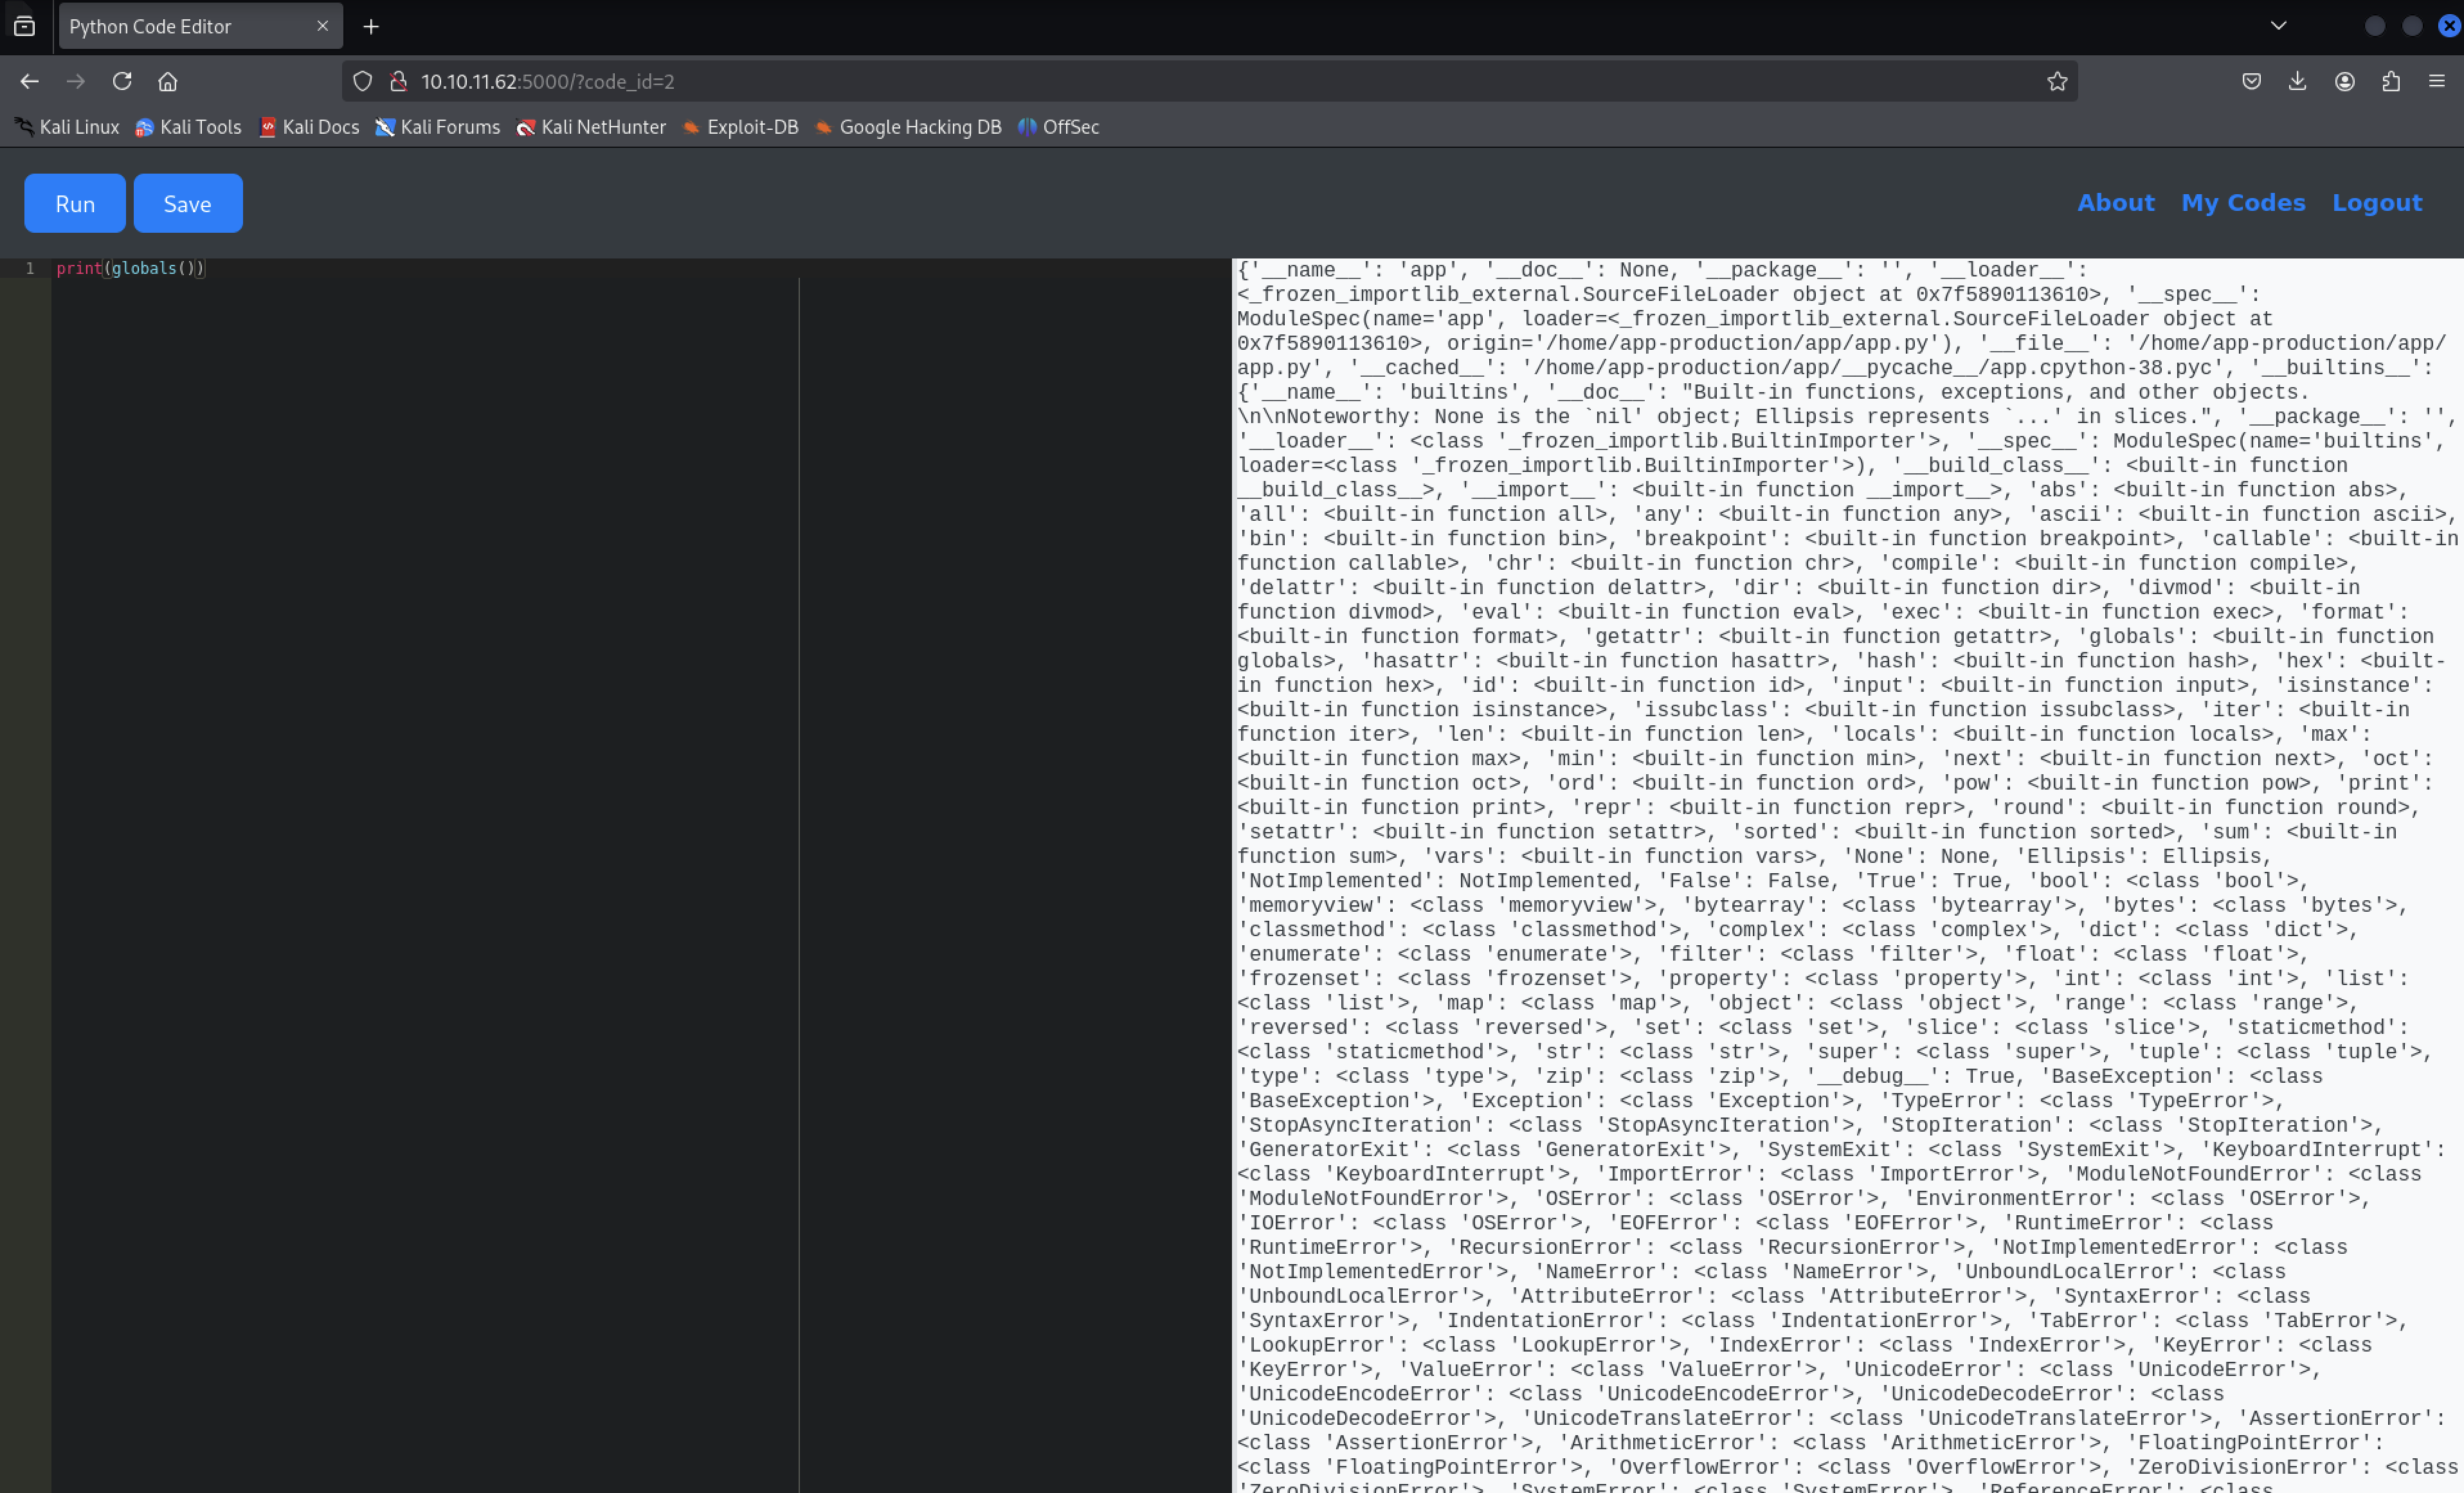 Python Code Editor
10.10.11.62:5000/?code_id=2
Kali Linux Kali Tools Kali Docs Kali Forums Kali NetHunter Exploit-DB Google Hacking DB OffSec
Run Save About My Codes Logout
1 print(globals())
{'__name__': 'app', '__doc__': None, '__package__': '', '__loader__':
<_frozen_importlib_external.SourceFileLoader object at 0x7f5890113610>, '__spec__':
ModuleSpec(name='app', loader=<_frozen_importlib_external.SourceFileLoader object at
0x7f5890113610>, origin='/home/app-production/app/app.py'), '__file__': '/home/app-production/app/
app.py', '__cached__': '/home/app-production/app/__pycache__/app.cpython-38.pyc', '__builtins__':
{'__name__': 'builtins', '__doc__': "Built-in functions, exceptions, and other objects.
\n\nNoteworthy: None is the `nil' object; Ellipsis represents `...' in slices.", '__package__': '',
'__loader__': <class '_frozen_importlib.BuiltinImporter'>, '__spec__': ModuleSpec(name='builtins',
loader=<class '_frozen_importlib.BuiltinImporter'>), '__build_class__': <built-in function
__build_class__>, '__import__': <built-in function __import__>, 'abs': <built-in function abs>,
'all': <built-in function all>, 'any': <built-in function any>, 'ascii': <built-in function ascii>,
'bin': <built-in function bin>, 'breakpoint': <built-in function breakpoint>, 'callable': <built-in
function callable>, 'chr': <built-in function chr>, 'compile': <built-in function compile>,
'delattr': <built-in function delattr>, 'dir': <built-in function dir>, 'divmod': <built-in
function divmod>, 'eval': <built-in function eval>, 'exec': <built-in function exec>, 'format':
<built-in function format>, 'getattr': <built-in function getattr>, 'globals': <built-in function
globals>, 'hasattr': <built-in function hasattr>, 'hash': <built-in function hash>, 'hex': <built-
in function hex>, 'id': <built-in function id>, 'input': <built-in function input>, 'isinstance':
<built-in function isinstance>, 'issubclass': <built-in function issubclass>, 'iter': <built-in
function iter>, 'len': <built-in function len>, 'locals': <built-in function locals>, 'max':
<built-in function max>, 'min': <built-in function min>, 'next': <built-in function next>, 'oct':
<built-in function oct>, 'ord': <built-in function ord>, 'pow': <built-in function pow>, 'print':
<built-in function print>, 'repr': <built-in function repr>, 'round': <built-in function round>,
'setattr': <built-in function setattr>, 'sorted': <built-in function sorted>, 'sum': <built-in
function sum>, 'vars': <built-in function vars>, 'None': None, 'Ellipsis': Ellipsis,
'NotImplemented': NotImplemented, 'False': False, 'True': True, 'bool': <class 'bool'>,
'memoryview': <class 'memoryview'>, 'bytearray': <class 'bytearray'>, 'bytes': <class 'bytes'>,
'classmethod': <class 'classmethod'>, 'complex': <class 'complex'>, 'dict': <class 'dict'>,
'enumerate': <class 'enumerate'>, 'filter': <class 'filter'>, 'float': <class 'float'>,
'frozenset': <class 'frozenset'>, 'property': <class 'property'>, 'int': <class 'int'>, 'list':
<class 'list'>, 'map': <class 'map'>, 'object': <class 'object'>, 'range': <class 'range'>,
'reversed': <class 'reversed'>, 'set': <class 'set'>, 'slice': <class 'slice'>, 'staticmethod':
<class 'staticmethod'>, 'str': <class 'str'>, 'super': <class 'super'>, 'tuple': <class 'tuple'>,
'type': <class 'type'>, 'zip': <class 'zip'>, '__debug__': True, 'BaseException': <class
'BaseException'>, 'Exception': <class 'Exception'>, 'TypeError': <class 'TypeError'>,
'StopAsyncIteration': <class 'StopAsyncIteration'>, 'StopIteration': <class 'StopIteration'>,
'GeneratorExit': <class 'GeneratorExit'>, 'SystemExit': <class 'SystemExit'>, 'KeyboardInterrupt':
<class 'KeyboardInterrupt'>, 'ImportError': <class 'ImportError'>, 'ModuleNotFoundError': <class
'ModuleNotFoundError'>, 'OSError': <class 'OSError'>, 'EnvironmentError': <class 'OSError'>,
'IOError': <class 'OSError'>, 'EOFError': <class 'EOFError'>, 'RuntimeError': <class
'RuntimeError'>, 'RecursionError': <class 'RecursionError'>, 'NotImplementedError': <class
'NotImplementedError'>, 'NameError': <class 'NameError'>, 'UnboundLocalError': <class
'UnboundLocalError'>, 'AttributeError': <class 'AttributeError'>, 'SyntaxError': <class
'SyntaxError'>, 'IndentationError': <class 'IndentationError'>, 'TabError': <class 'TabError'>,
'LookupError': <class 'LookupError'>, 'IndexError': <class 'IndexError'>, 'KeyError': <class
'KeyError'>, 'ValueError': <class 'ValueError'>, 'UnicodeError': <class 'UnicodeError'>,
'UnicodeEncodeError': <class 'UnicodeEncodeError'>, 'UnicodeDecodeError': <class
'UnicodeDecodeError'>, 'UnicodeTranslateError': <class 'UnicodeTranslateError'>, 'AssertionError':
<class 'AssertionError'>, 'ArithmeticError': <class 'ArithmeticError'>, 'FloatingPointError':
<class 'FloatingPointError'>, 'OverflowError': <class 'OverflowError'>, 'ZeroDivisionError': <class
'ZeroDivisionError'>, 'SystemError': <class 'SystemError'>, 'ReferenceError': <class